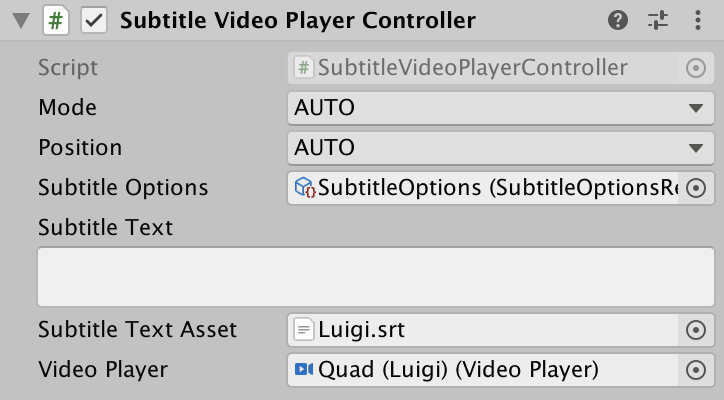 Subtitle Video Player Controller
Script SubtitleVideoPlayerController
Mode AUTO
Position AUTO
Subtitle Options SubtitleOptions (SubtitleOptionsRe
Subtitle Text
Subtitle Text Asset Luigi.srt
Video Player Quad (Luigi) (Video Player)